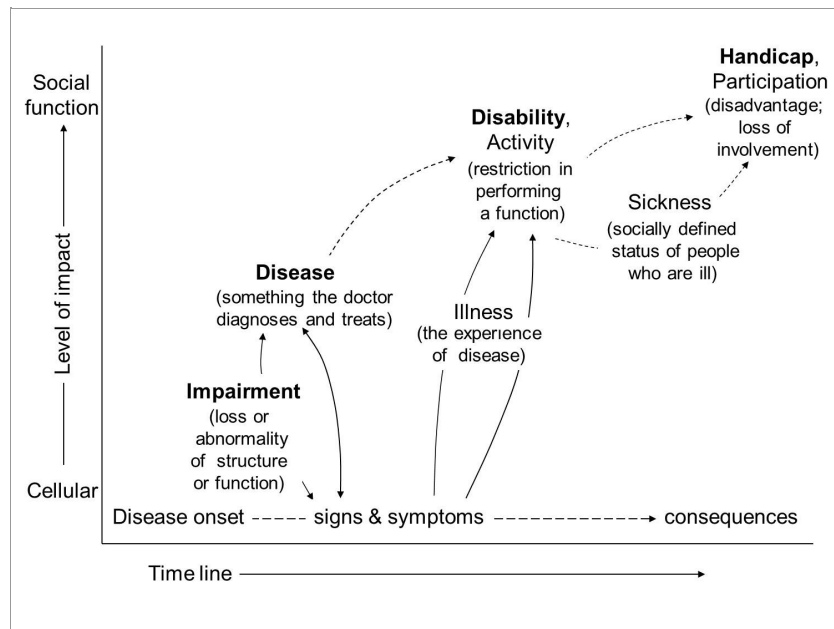 Social
function
Level of impact
Cellular
Handicap,
Participation
(disadvantage;
loss of
involvement)
Disability,
Activity
(restriction in
performing
a function)
Sickness
(socially defined
status of people
who are ill)
Disease
(something the doctor
diagnoses and treats)
Illness
(the experience
of disease)
Impairment
(loss or
abnormality
of structure
or function)
Disease onset
signs & symptoms
consequences
Time line